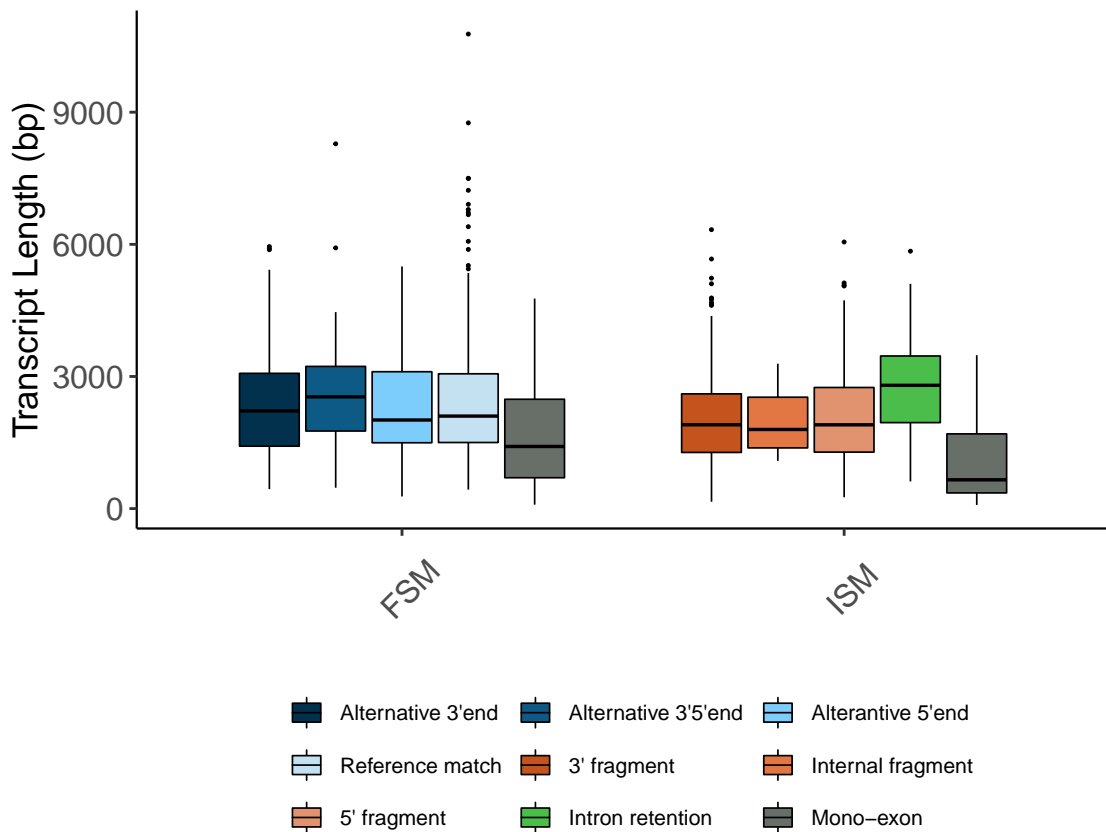 Transcript Length (bp)
9000
6000
3000
0
FSM
ISM
Alternative 3'end
Alternative 3'5'end
Alterantive 5'end
Reference match
3' fragment
Internal fragment
5' fragment
Intron retention
Mono−exon